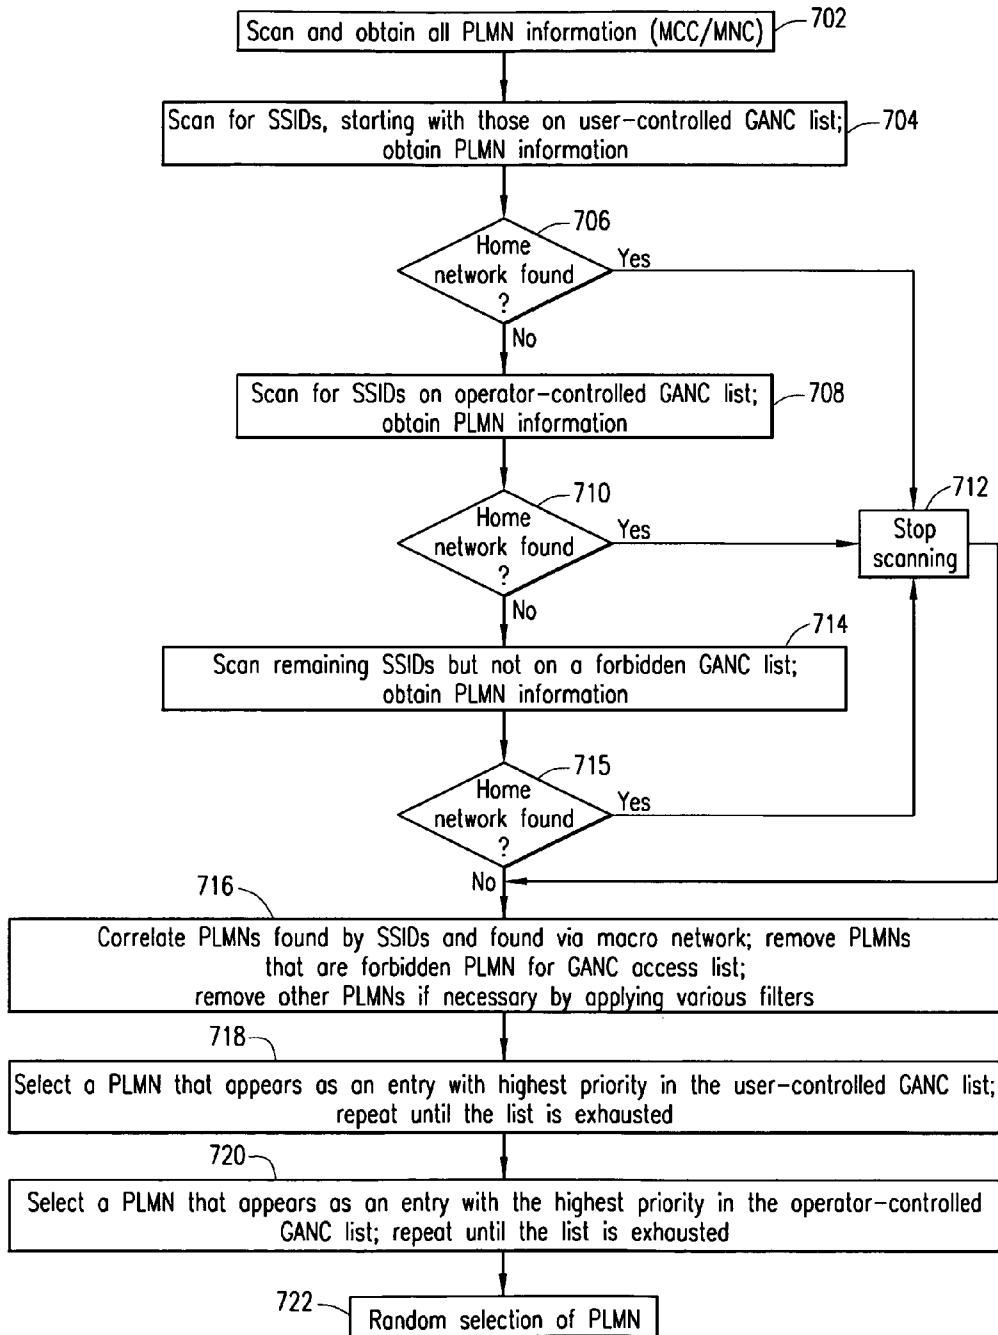 Scan and obtain all PLMN information (MCC/MNC)
702
Scan for SSIDs, starting with those on user-controlled GANC list;
obtain PLMN information
704
706
Home
network found
?
Yes
No
Scan for SSIDs on operator-controlled GANC list;
obtain PLMN information
708
710
Home
network found
?
Yes
712
Stop
scanning
No
714
Scan remaining SSIDs but not on a forbidden GANC list;
obtain PLMN information
715
Home
network found
?
Yes
No
716
Correlate PLMNs found by SSIDs and found via macro network; remove PLMNs
that are forbidden PLMN for GANC access list;
remove other PLMNs if necessary by applying various filters
718
Select a PLMN that appears as an entry with highest priority in the user-controlled GANC list;
repeat until the list is exhausted
720
Select a PLMN that appears as an entry with the highest priority in the operator-controlled
GANC list; repeat until the list is exhausted
722
Random selection of PLMN